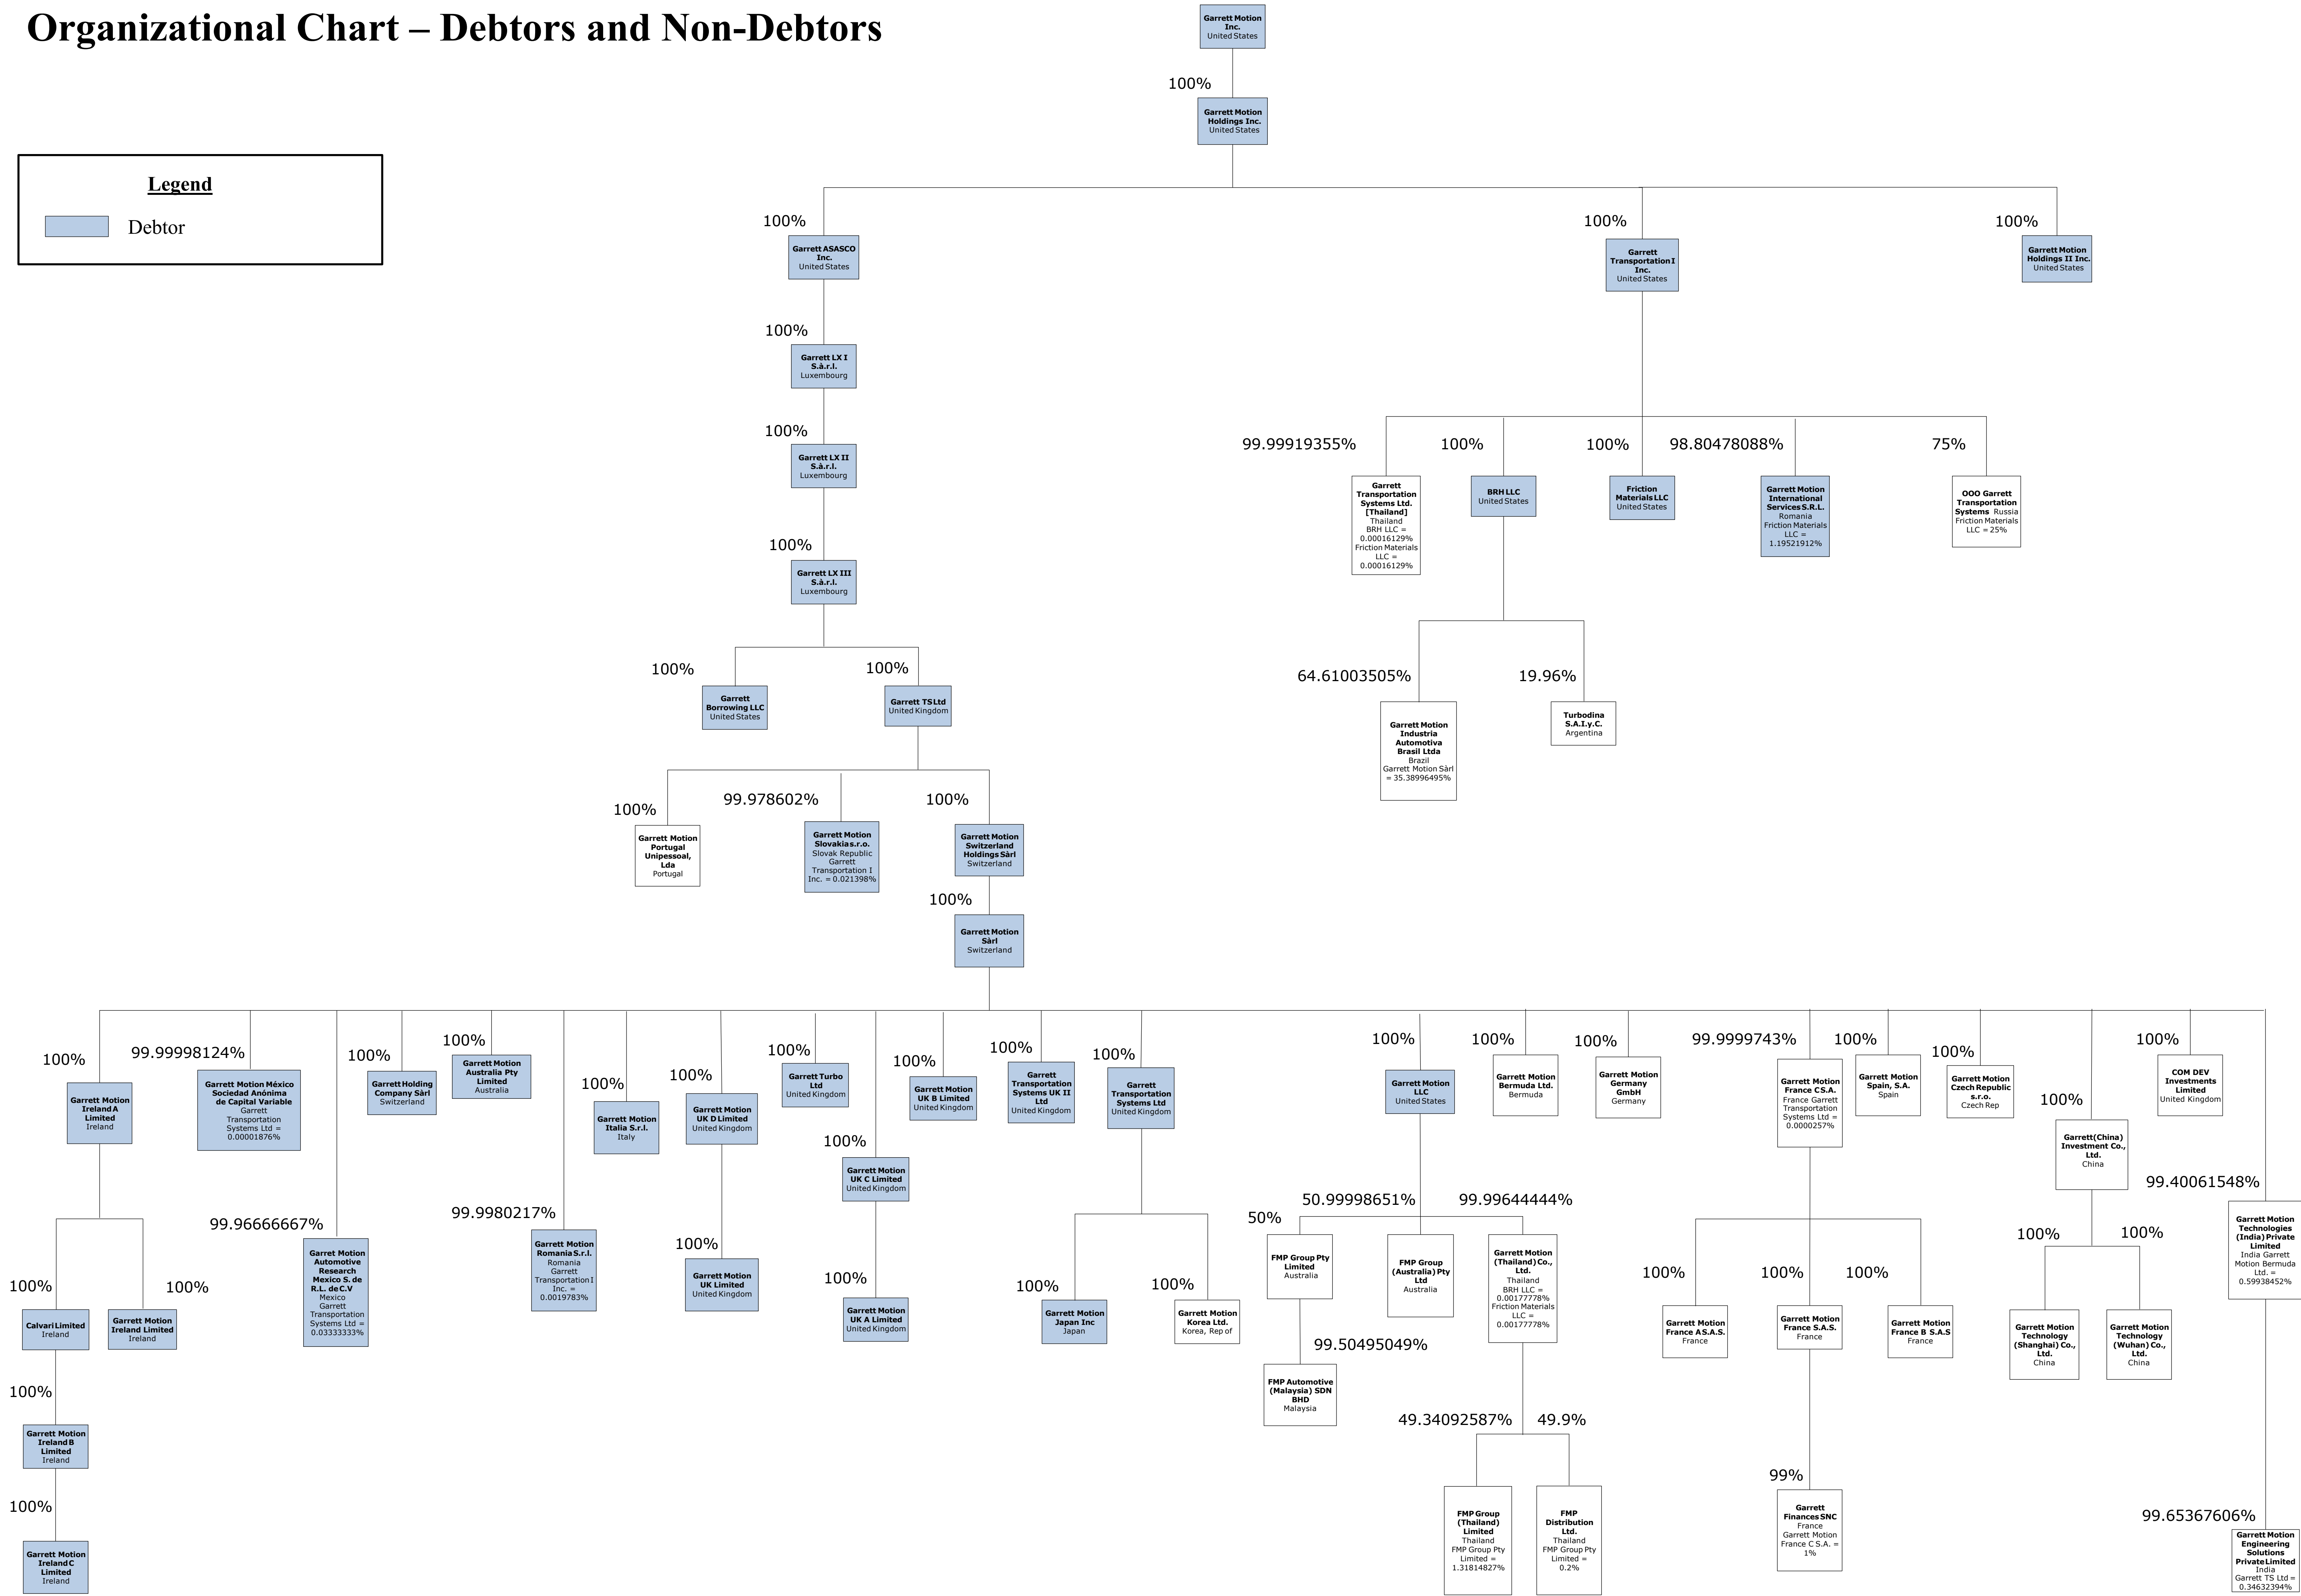 Organizational Chart – Debtors and Non-Debtors
Garrett Motion
Inc.
United States
100%
Garrett Motion
Holdings Inc.
United States
Legend
Debtor
100%
Garrett ASASCO
Inc.
United States
100%
Garrett
Transportation I
Inc.
United States
100%
Garrett Motion
Holdings II Inc.
United States
100%
Garrett LX I
S.à.r.l.
Luxembourg
100%
Garrett LX II
S.à.r.l.
Luxembourg
100%
Garrett LX III
S.à.r.l.
Luxembourg
99.99919355%
Garrett
Transportation
Systems Ltd.
[Thailand]
Thailand
BRH LLC =
0.00016129%
Friction Materials
LLC =
0.00016129%
100%
BRH LLC
United States
100%
Friction
Materials LLC
United States
98.80478088%
Garrett Motion
International
Services S.R.L.
Romania
Friction Materials
LLC =
1.19521912%
75%
OOO Garrett
Transportation
Systems Russia
Friction Materials
LLC = 25%
64.61003505%
Garrett Motion
Industria
Automotiva
Brasil Ltda
Brazil
Garrett Motion Sàrl
= 35.38996495%
19.96%
Turbodina
S.A.I.y.C.
Argentina
100%
Garrett
Borrowing LLC
United States
100%
Garrett TS Ltd
United Kingdom
100%
Garrett Motion
Portugal
Unipessoal,
Lda
Portugal
99.978602%
Garrett Motion
Slovakia s.r.o.
Slovak Republic
Garrett
Transportation I
Inc. = 0.021398%
100%
Garrett Motion
Switzerland
Holdings Sàrl
Switzerland
100%
Garrett Motion
Sàrl
Switzerland
100%
Garrett Motion
Ireland A
Limited
Ireland
99.99998124%
Garrett Motion México
Sociedad Anónima
de Capital Variable
Garrett
Transportation
Systems Ltd =
0.00001876%
99.96666667%
Garret Motion
Automotive
Research
Mexico S. de
R.L. de C.V
Mexico
Garrett
Transportation
Systems Ltd =
0.03333333%
100%
Garrett Holding
Company Sàrl
Switzerland
100%
Garrett Motion
Australia Pty
Limited
Australia
99.9980217%
Garrett Motion
Romania S.r.l.
Romania
Garrett
Transportation I
Inc. =
0.0019783%
100%
Garrett Motion
Italia S.r.l.
Italy
100%
Garrett Motion
UK D Limited
United Kingdom
100%
Garrett Motion
UK Limited
United Kingdom
100%
Garrett Turbo
Ltd
United Kingdom
100%
Garrett Motion
UK C Limited
United Kingdom
100%
Garrett Motion
UK A Limited
United Kingdom
100%
Garrett Motion
UK B Limited
United Kingdom
100%
Garrett
Transportation
Systems UK II
Ltd
United Kingdom
100%
Garrett
Transportation
Systems Ltd
United Kingdom
100%
Garrett Motion
Japan Inc
Japan
100%
Garrett Motion
Korea Ltd.
Korea, Rep of
100%
Garrett Motion
LLC
United States
50%
FMP Group Pty
Limited
Australia
99.50495049%
FMP Automotive
(Malaysia) SDN
BHD
Malaysia
50.99998651%
FMP Group
(Australia) Pty
Ltd
Australia
99.99644444%
Garrett Motion
(Thailand) Co.,
Ltd.
Thailand
BRH LLC =
0.00177778%
Friction Materials
LLC =
0.00177778%
49.34092587%
FMP Group
(Thailand)
Limited
Thailand
FMP Group Pty
Limited =
1.31814827%
49.9%
FMP
Distribution
Ltd.
Thailand
FMP Group Pty
Limited =
0.2%
100%
Garrett Motion
Bermuda Ltd.
Bermuda
100%
Garrett Motion
Germany
GmbH
Germany
99.9999743%
Garrett Motion
France C S.A.
France Garrett
Transportation
Systems Ltd =
0.0000257%
100%
Garrett Motion
France A S.A.S.
France
100%
Garrett Motion
France S.A.S.
France
100%
Garrett Motion
France B S.A.S
France
99%
Garrett
Finances SNC
France
Garrett Motion
France C S.A. =
1%
100%
Garrett Motion
Spain, S.A.
Spain
100%
Garrett Motion
Czech Republic
s.r.o.
Czech Rep
100%
Garrett(China)
Investment Co.,
Ltd.
China
100%
Garrett Motion
Technology
(Shanghai) Co.,
Ltd.
China
100%
Garrett Motion
Technology
(Wuhan) Co.,
Ltd.
China
100%
COM DEV
Investments
Limited
United Kingdom
99.40061548%
Garrett Motion
Technologies
(India) Private
Limited
India Garrett
Motion Bermuda
Ltd. =
0.59938452%
99.65367606%
Garrett Motion
Engineering
Solutions
Private Limited
India
Garrett TS Ltd =
0.34632394%
100%
Calvari Limited
Ireland
100%
Garrett Motion
Ireland Limited
Ireland
100%
Garrett Motion
Ireland B
Limited
Ireland
100%
Garrett Motion
Ireland C
Limited
Ireland